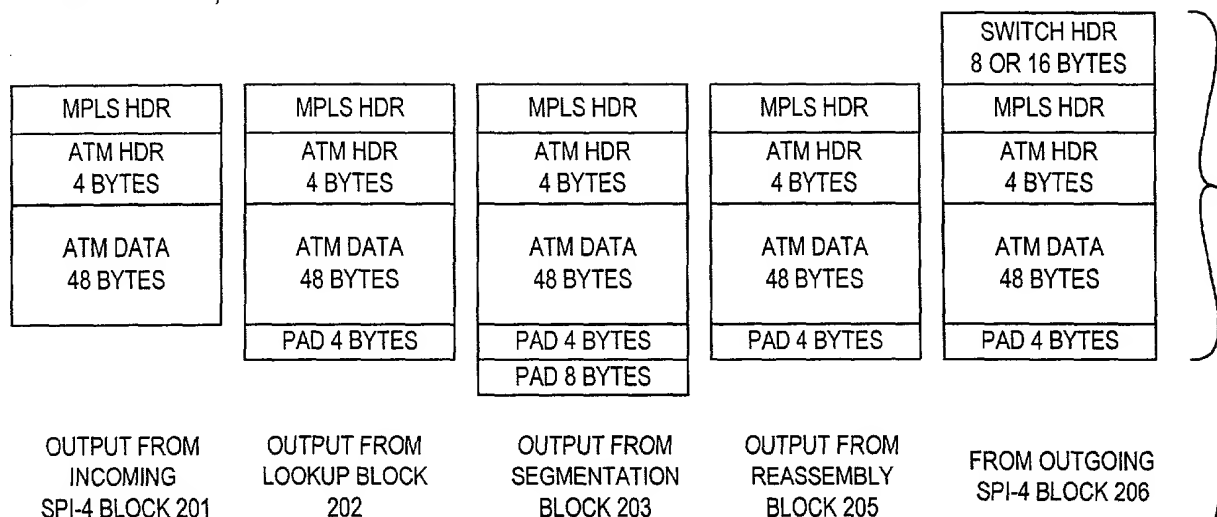 MPLS HDR
ATM HDR
4 BYTES
ATM DATA
48 BYTES
OUTPUT FROM
INCOMING
SPI-4 BLOCK 201
MPLS HDR
ATM HDR
4 BYTES
ATM DATA
48 BYTES
PAD 4 BYTES
OUTPUT FROM
LOOKUP BLOCK
202
MPLS HDR
ATM HDR
4 BYTES
ATM DATA
48 BYTES
PAD 4 BYTES
PAD 8 BYTES
OUTPUT FROM
SEGMENTATION
BLOCK 203
MPLS HDR
ATM HDR
4 BYTES
ATM DATA
48 BYTES
PAD 4 BYTES
OUTPUT FROM
REASSEMBLY
BLOCK 205
SWITCH HDR
8 OR 16 BYTES
MPLS HDR
ATM HDR
4 BYTES
ATM DATA
48 BYTES
PAD 4 BYTES
FROM OUTGOING
SPI-4 BLOCK 206